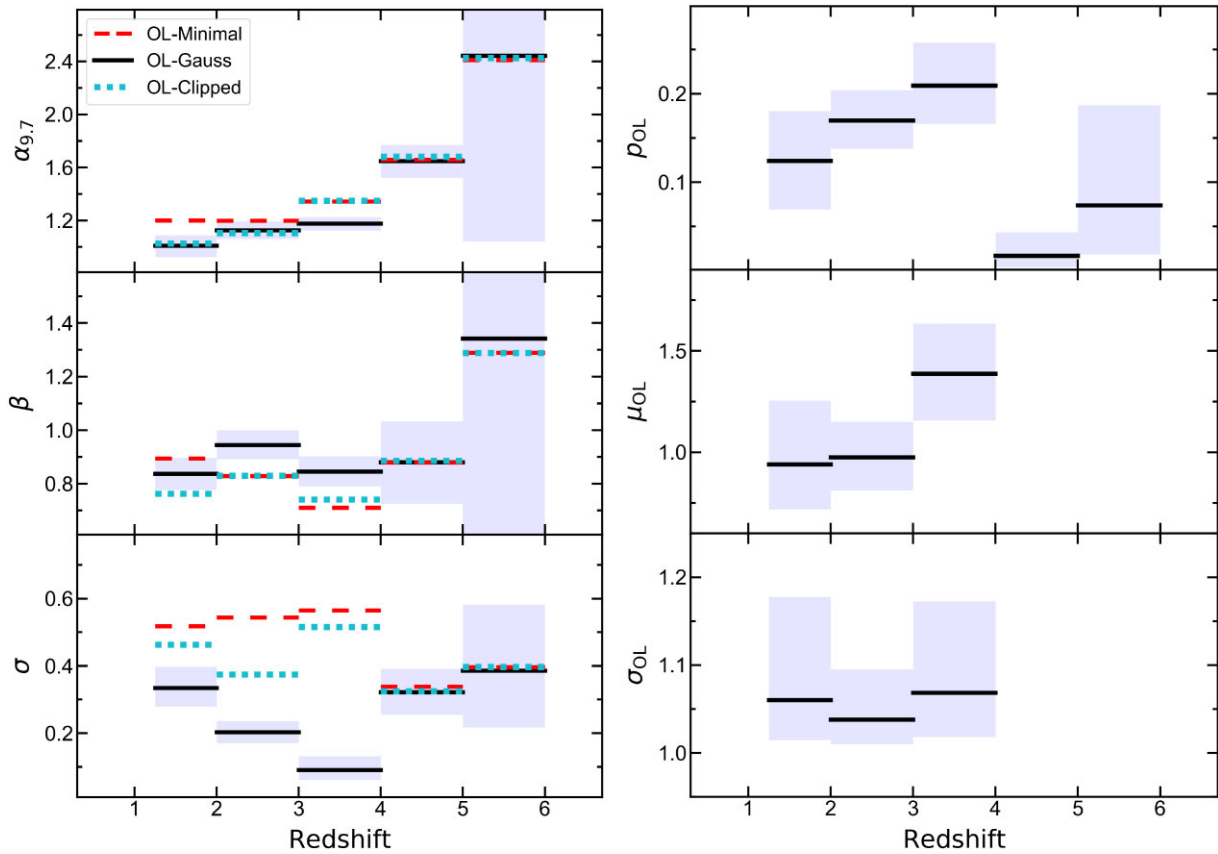 OL-Minimal
OL-Gauss
OL-Clipped
2.4
2.0
1.6
1.2
α9.7
1.4
1.2
1.0
0.8
β
0.6
0.4
0.2
σ
1 2 3 4 5 6
Redshift
0.2
0.1
pOL
1.5
1.0
μOL
1.2
1.1
1.0
σOL
1 2 3 4 5 6
Redshift